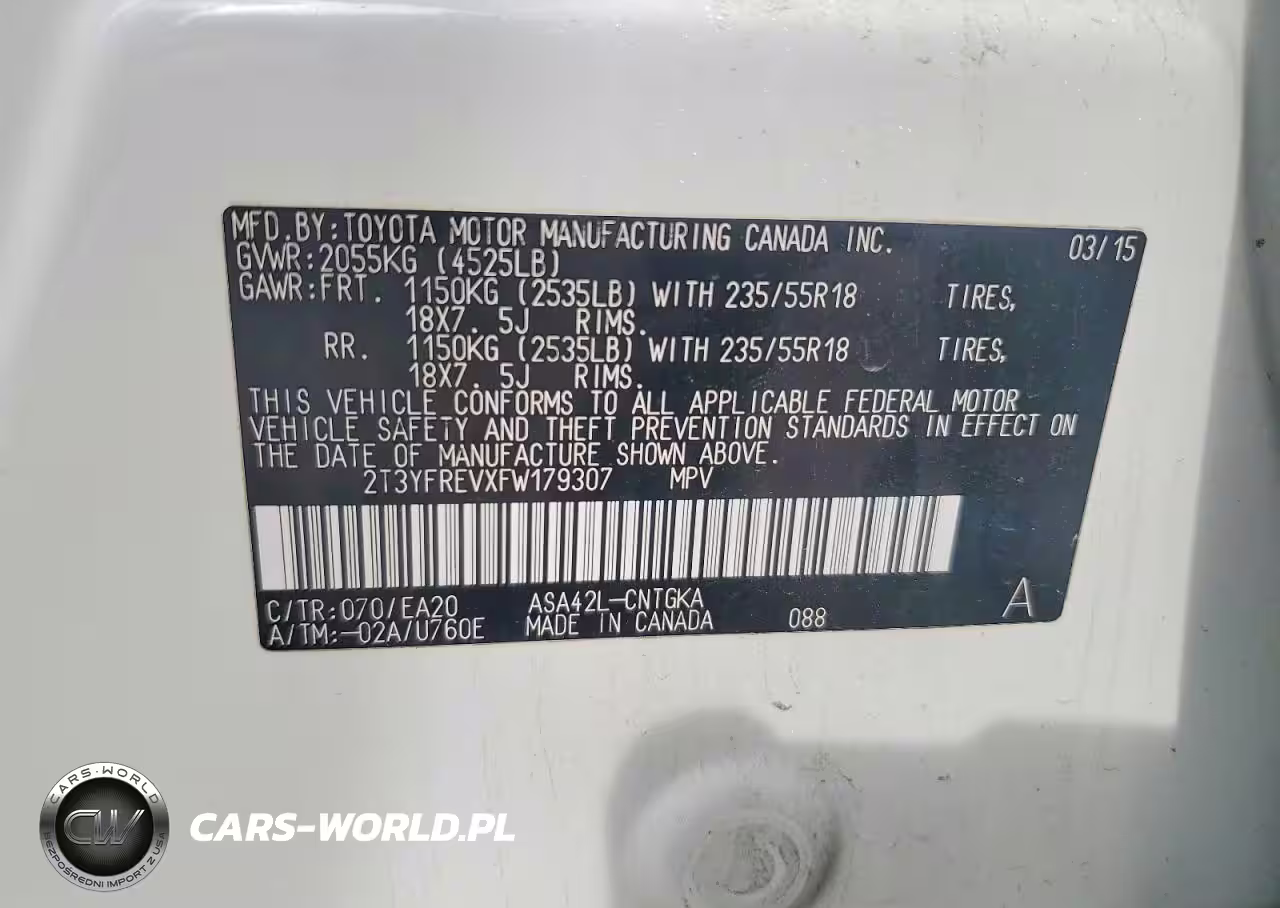 MFD.BY:TOYOTA MOTOR MANUFACTURING CANADA INC. 03/15
GVWR:2055KG (4525LB)
GAWR:FRT. 1150KG (2535LB) WITH 235/55R18 TIRES,
18X7. 5J RIMS.
RR. 1150KG (2535LB) WITH 235/55R18 TIRES,
18X7. 5J RIMS.
THIS VEHICLE CONFORMS TO ALL APPLICABLE FEDERAL MOTOR
VEHICLE SAFETY AND THEFT PREVENTION STANDARDS IN EFFECT ON
THE DATE OF MANUFACTURE SHOWN ABOVE.
2T3YFREVXFW179307 MPV
C/TR:070/EA20 ASA42L-CNTGKA
A/TM:-02A/U760E MADE IN CANADA 088 A
CARS-WORLD
CW
BEZPOŚREDNI IMPORT Z USA
CARS-WORLD.PL